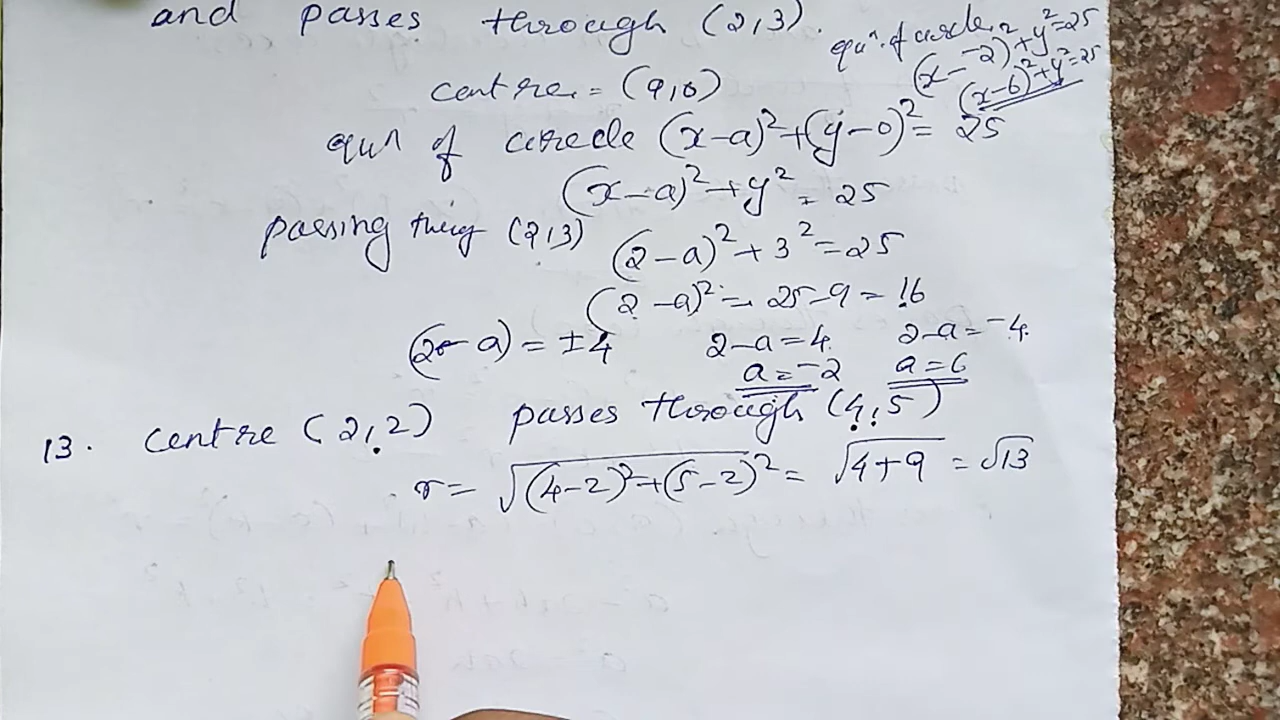 and passes through (2,3).
equn. of circle
(x--2)²+y²=25
(x-6)²+y²=25
centre = (a,0)
equn of circle (x-a)²+(y-0)²= 25
(x-a)²+y² = 25
passing thrug (2,3) (2-a)²+3²=25
(2-a)² = 25-9 = 16
(2-a) = ±4 2-a=4 2-a=-4
a=-2 a=6
13. centre (2,2) passes through (4,5)
r= √(4-2)²+(5-2)² = √4+9 = √13